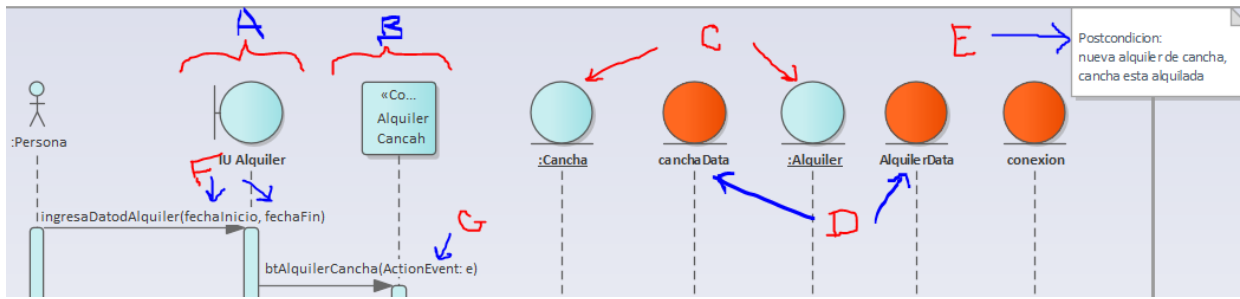 A
B
C
E
Postcondicion:
nueva alquiler de cancha,
cancha esta alquilada
«Co...
Alquiler
Cancah
:Persona
IU Alquiler
:Cancha
canchaData
:Alquiler
AlquilerData
conexion
F
D
IingresaDatodAlquiler(fechaInicio, fechaFin)
G
btAlquilerCancha(ActionEvent: e)